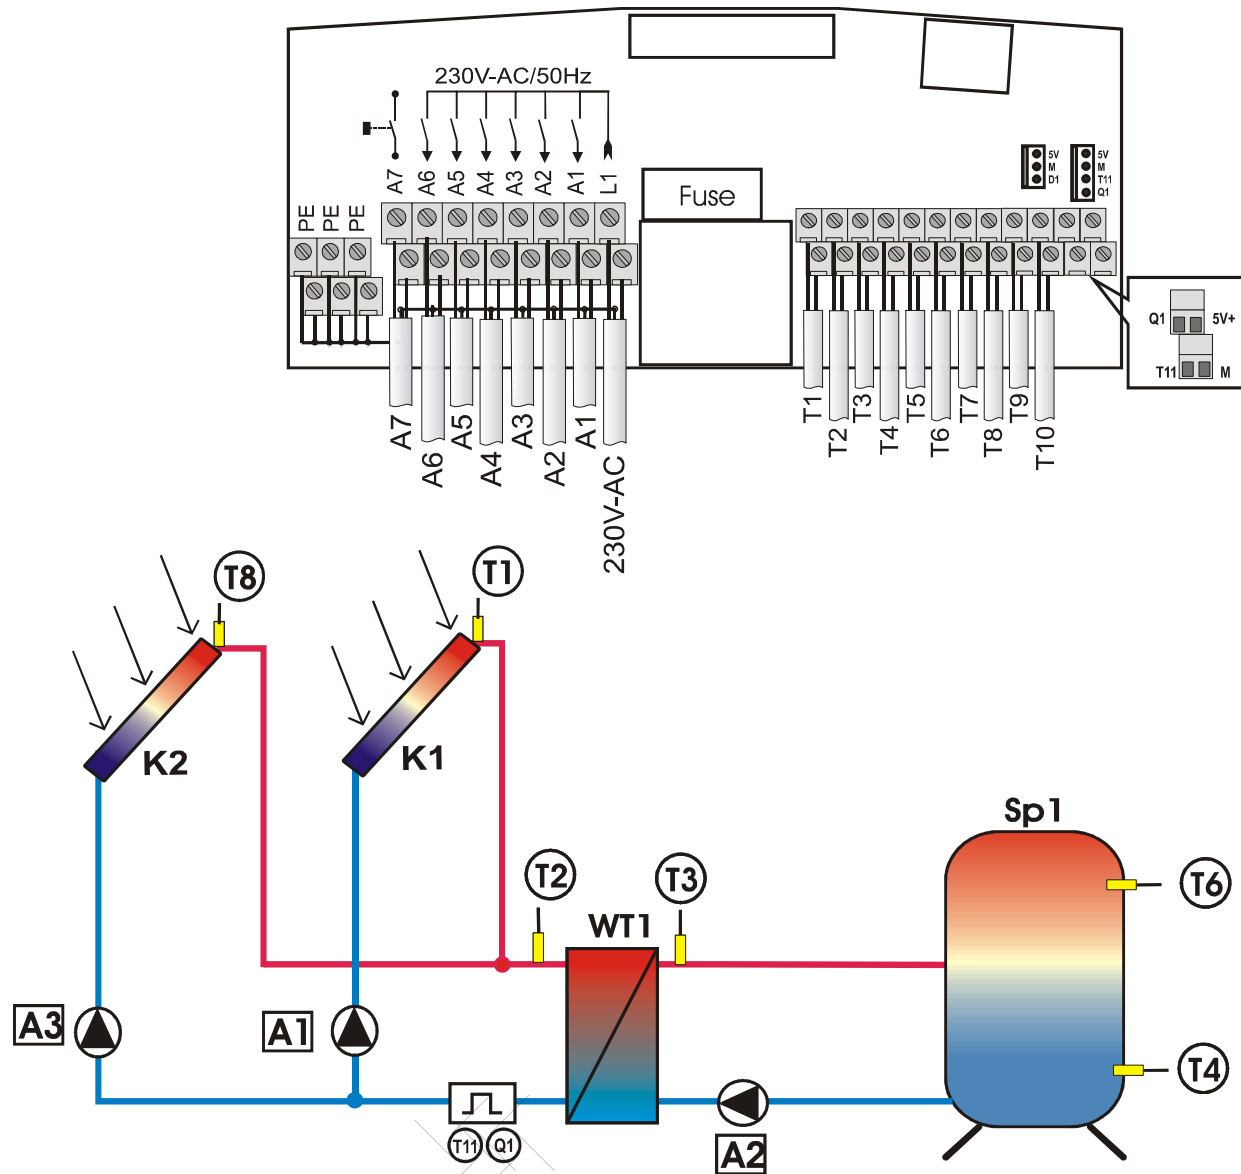 230V-AC/50Hz
A7 A6 A5 A4 A3 A2 A1 L1
PE PE PE
Fuse
5V
M
D1
5V
M
T11
Q1
Q1 5V+
T11 M
A7 A6 A5 A4 A3 A2 A1 230V-AC
T1 T2 T3 T4 T5 T6 T7 T8 T9 T10
T8 T1
K2 K1
Sp1
T2 T3 T6
WT1
A3 A1 T4
T11 Q1 A2